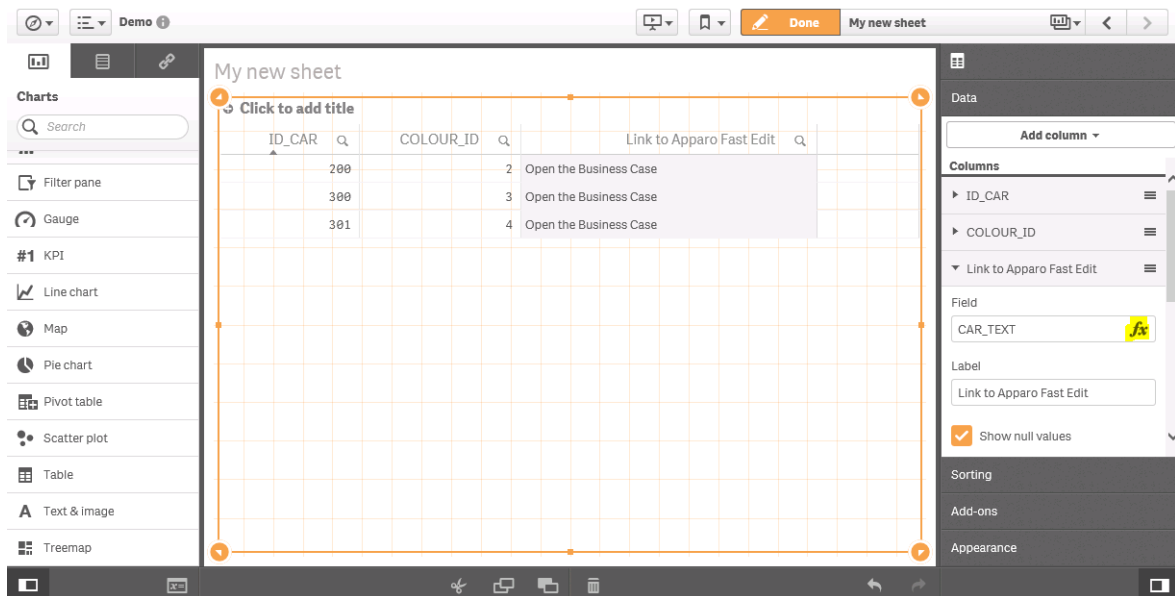 Demo
Done
My new sheet
Charts
Search
Filter pane
Gauge
#1 KPI
Line chart
Map
Pie chart
Pivot table
Scatter plot
Table
A Text & image
Treemap
My new sheet
Click to add title
ID_CAR COLOUR_ID Link to Apparo Fast Edit
200 2 Open the Business Case
300 3 Open the Business Case
301 4 Open the Business Case
Data
Add column
Columns
ID_CAR
COLOUR_ID
Link to Apparo Fast Edit
Field
CAR_TEXT fx
Label
Link to Apparo Fast Edit
Show null values
Sorting
Add-ons
Appearance
x=